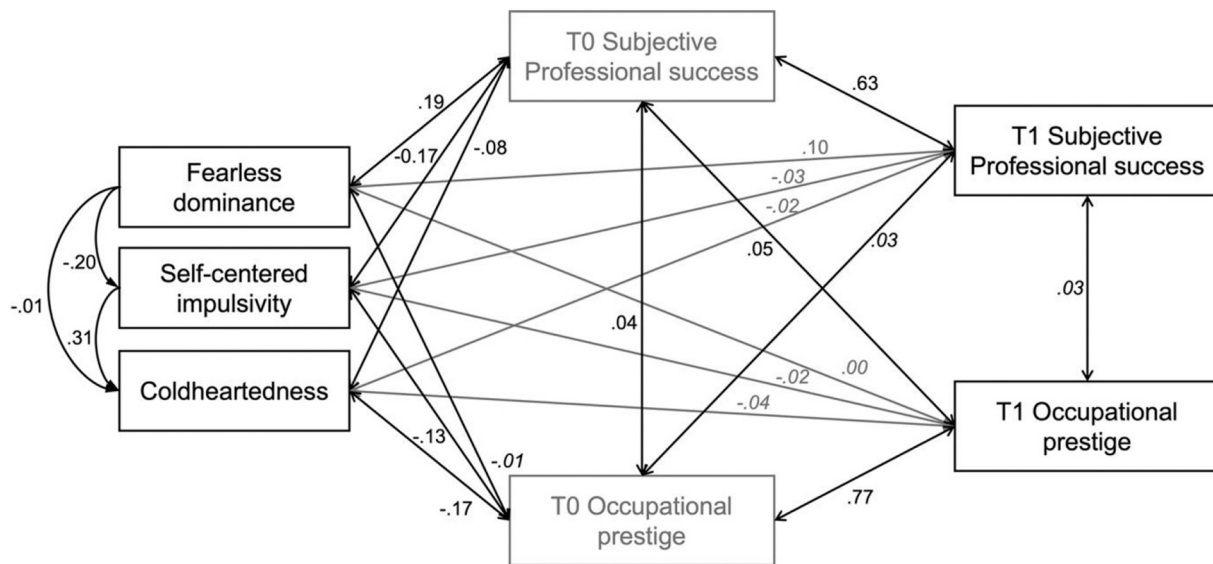 T0 Subjective
Professional success
.19
-0.17
-.08
.63
T1 Subjective
Professional success
Fearless
dominance
.10
-.03
-.02
-.20
Self-centered
impulsivity
.05
.03
-.01
.31
.04
.03
Coldheartedness
.00
-.02
-.04
T1 Occupational
prestige
-.13
-.01
-.17
T0 Occupational
prestige
.77